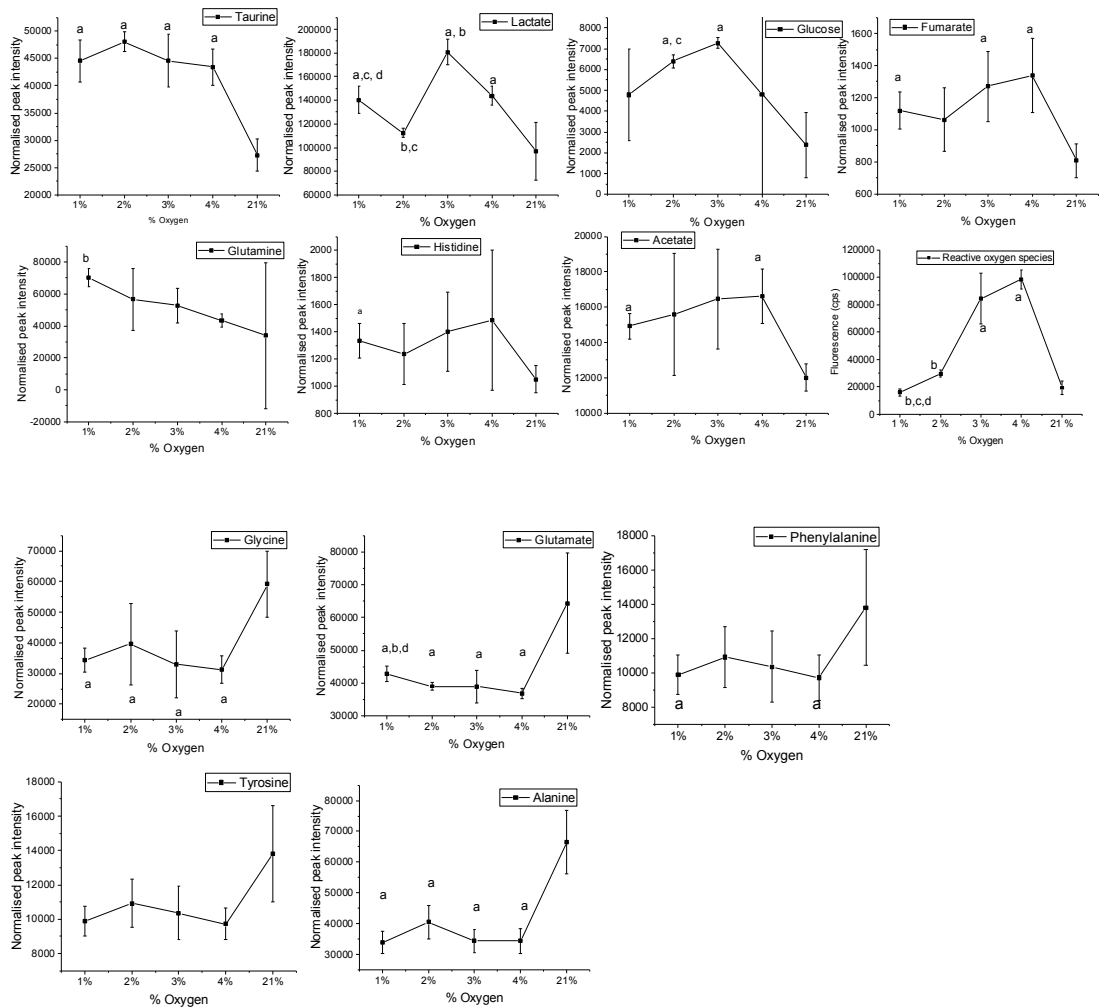 Taurine
Normalised peak intensity
50000
45000
40000
35000
30000
25000
20000
a
a
a
a
1% 2% 3% 4% 21%
% Oxygen
Lactate
Normalised peak intensity
200000
180000
160000
140000
120000
100000
80000
60000
a,c, d
b,c
a, b
a
1% 2% 3% 4% 21%
% Oxygen
Glucose
Normalised peak intensity
8000
7000
6000
5000
4000
3000
2000
1000
0
a, c
a
1% 2% 3% 4% 21%
% Oxygen
Fumarate
Normalised peak intensity
1600
1400
1200
1000
800
600
a
a
a
1% 2% 3% 4% 21%
% Oxygen
Glutamine
Normalised peak intensity
80000
60000
40000
20000
0
-20000
b
1% 2% 3% 4% 21%
% Oxygen
Histidine
Normalised peak intensity
2000
1800
1600
1400
1200
1000
800
a
1% 2% 3% 4% 21%
% Oxygen
Acetate
Normalised peak intensity
20000
18000
16000
14000
12000
10000
a
a
1% 2% 3% 4% 21%
% Oxygen
Reactive oxygen species
Fluorescence (cps)
120000
100000
80000
60000
40000
20000
0
b,c,d
b
a
a
1% 2% 3% 4 % 21%
% Oxygen
Glycine
Normalised peak intensity
70000
60000
50000
40000
30000
20000
a
a
a
a
1% 2% 3% 4% 21%
% Oxygen
Glutamate
Normalised peak intensity
80000
70000
60000
50000
40000
30000
a,b,d
a
a
a
1% 2% 3% 4% 21%
% Oxygen
Phenylalanine
Normalised peak intensity
18000
16000
14000
12000
10000
8000
a
a
1% 2% 3% 4% 21%
% Oxygen
Tyrosine
Normalised peak intensity
18000
16000
14000
12000
10000
8000
1% 2% 3% 4% 21%
% Oxygen
Alanine
Normalised peak intensity
80000
70000
60000
50000
40000
30000
a
a
a
a
1% 2% 3% 4% 21%
% Oxygen